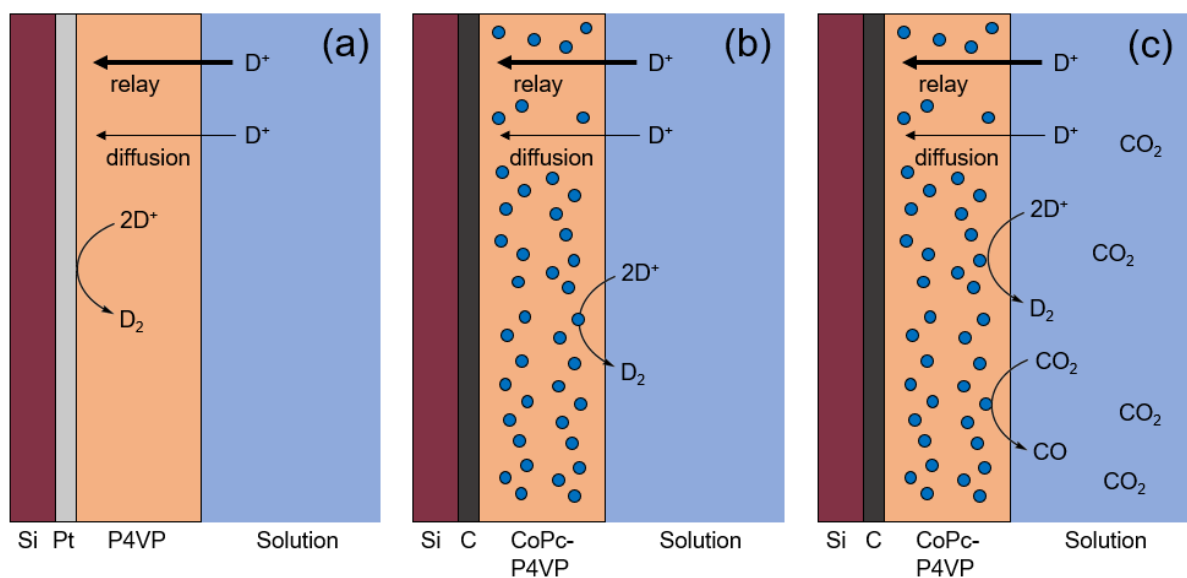 (a)
D⁺
relay
D⁺
diffusion
2D⁺
D₂
Si Pt P4VP Solution
(b)
D⁺
relay
D⁺
diffusion
2D⁺
D₂
Si C CoPc-
P4VP
Solution
(c)
D⁺
relay
D⁺
CO₂
diffusion
2D⁺
CO₂
D₂
CO₂
CO₂
CO
CO₂
Si C CoPc-
P4VP
Solution